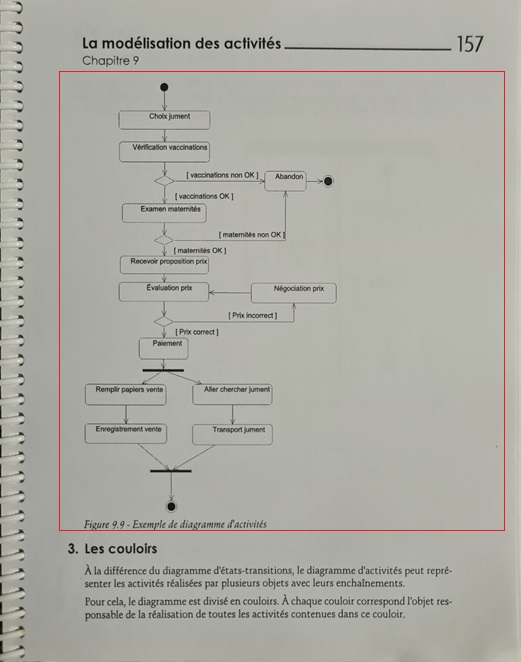 La modélisation des activités 157
Chapitre 9
Choix jument
Vérification vaccinations
[ vaccinations non OK ] Abandon
[ vaccinations OK ]
Examen maternités
[ maternités non OK ]
[ maternités OK ]
Recevoir proposition prix
Évaluation prix Négociation prix
[ Prix incorrect ]
[ Prix correct ]
Paiement
Remplir papiers vente Aller chercher jument
Enregistrement vente Transport jument
Figure 9.9 - Exemple de diagramme d'activités
3. Les couloirs
À la différence du diagramme d'états-transitions, le diagramme d'activités peut repré-
senter les activités réalisées par plusieurs objets avec leurs enchaînements.
Pour cela, le diagramme est divisé en couloirs. À chaque couloir correspond l'objet res-
ponsable de la réalisation de toutes les activités contenues dans ce couloir.